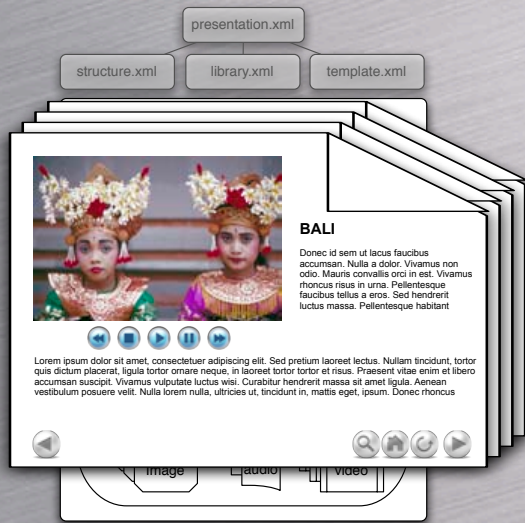 presentation.xml
structure.xml
library.xml
template.xml
BALI
Donec id sem ut lacus faucibus
accumsan. Nulla a dolor. Vivamus non
odio. Mauris convallis orci in est. Vivamus
rhoncus risus in urna. Pellentesque
faucibus tellus a eros. Sed hendrerit
luctus massa. Pellentesque habitant
Lorem ipsum dolor sit amet, consectetuer adipiscing elit. Sed pretium laoreet lectus. Nullam tincidunt, tortor
quis dictum placerat, ligula tortor ornare neque, in laoreet tortor tortor et risus. Praesent vitae enim et libero
accumsan suscipit. Vivamus vulputate luctus wisi. Curabitur hendrerit massa sit amet ligula. Aenean
vestibulum posuere velit. Nulla lorem nulla, ultricies ut, tincidunt in, mattis eget, ipsum. Donec rhoncus
Image
audio
video